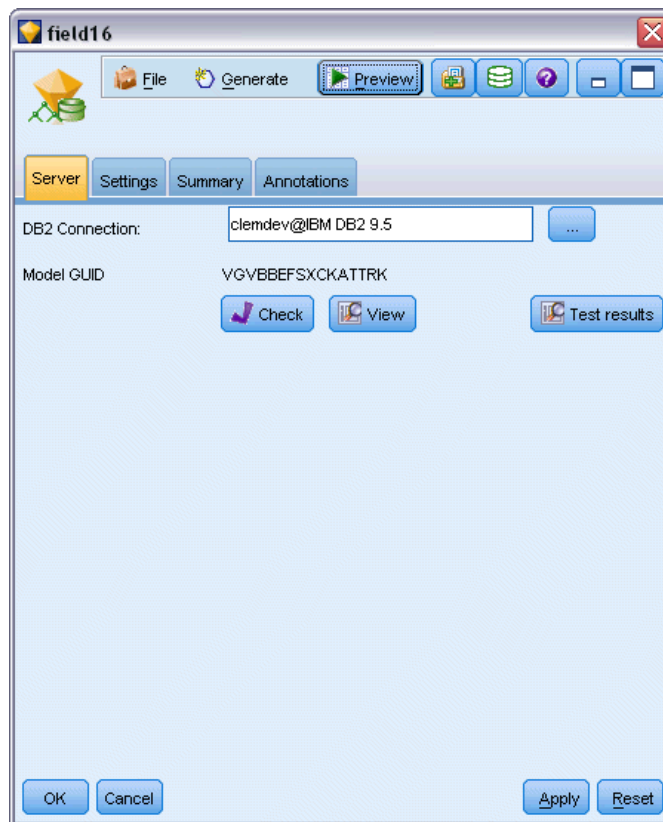 field16
File Generate Preview
Server Settings Summary Annotations
DB2 Connection: clemdev@IBM DB2 9.5 ...
Model GUID VGVBBEFSXCKATTRK
Check View Test results
OK Cancel Apply Reset